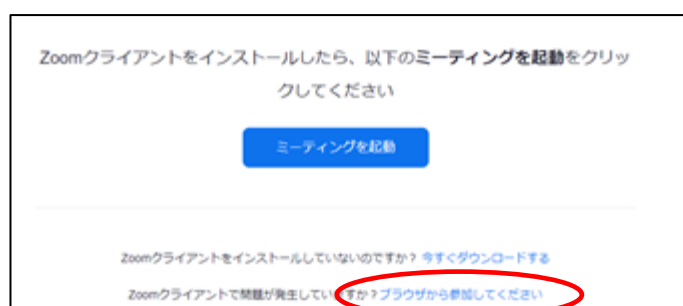 Zoomクライアントをインストールしたら、以下のミーティングを起動をクリッ
クしてください
ミーティングを起動
Zoomクライアントをインストールしていないのですか？ 今すぐダウンロードする
Zoomクライアントで問題が発生していますか？ブラウザから参加してください